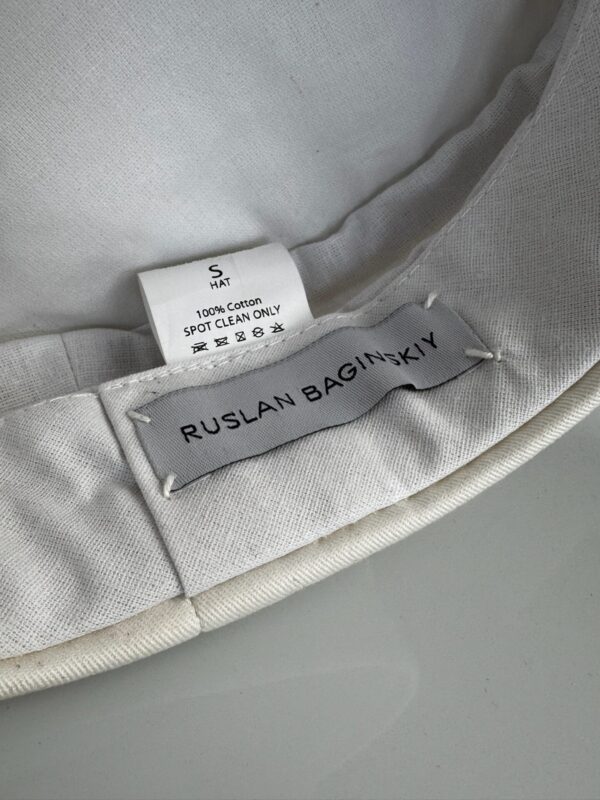 S
HAT
100% Cotton
SPOT CLEAN ONLY
RUSLAN BAGINSKIY